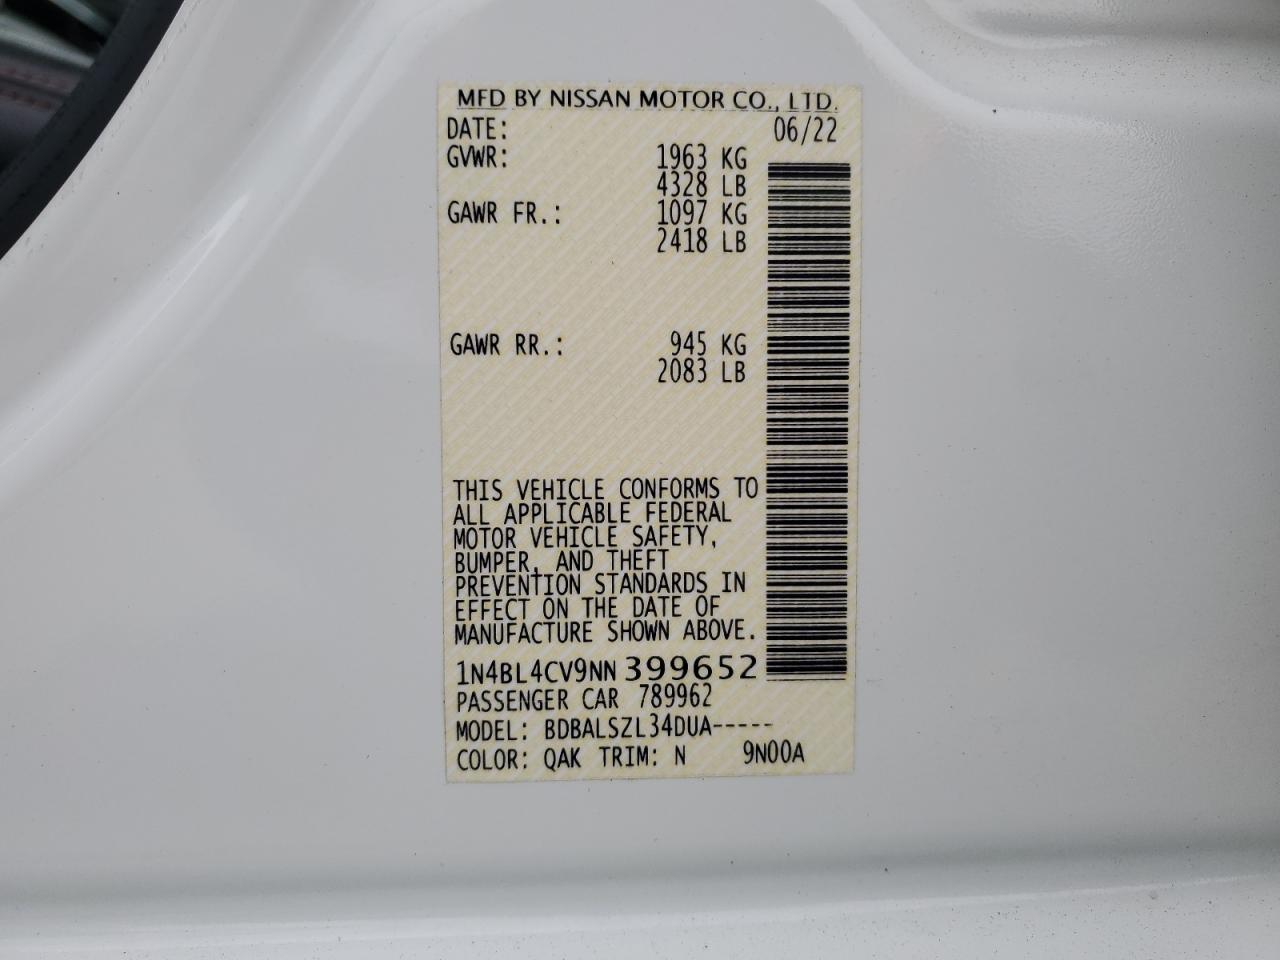 MFD BY NISSAN MOTOR CO., LTD.
DATE: 06/22
GVWR: 1963 KG
4328 LB
GAWR FR.: 1097 KG
2418 LB
GAWR RR.: 945 KG
2083 LB
THIS VEHICLE CONFORMS TO
ALL APPLICABLE FEDERAL
MOTOR VEHICLE SAFETY,
BUMPER, AND THEFT
PREVENTION STANDARDS IN
EFFECT ON THE DATE OF
MANUFACTURE SHOWN ABOVE.
1N4BL4CV9NN399652
PASSENGER CAR 789962
MODEL: BDBALSZL34DUA-----
COLOR: QAK TRIM: N 9N00A